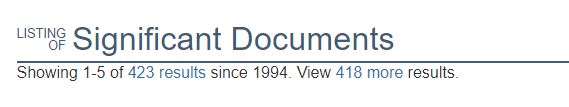 LISTING OF Significant Documents
Showing 1-5 of 423 results since 1994. View 418 more results.